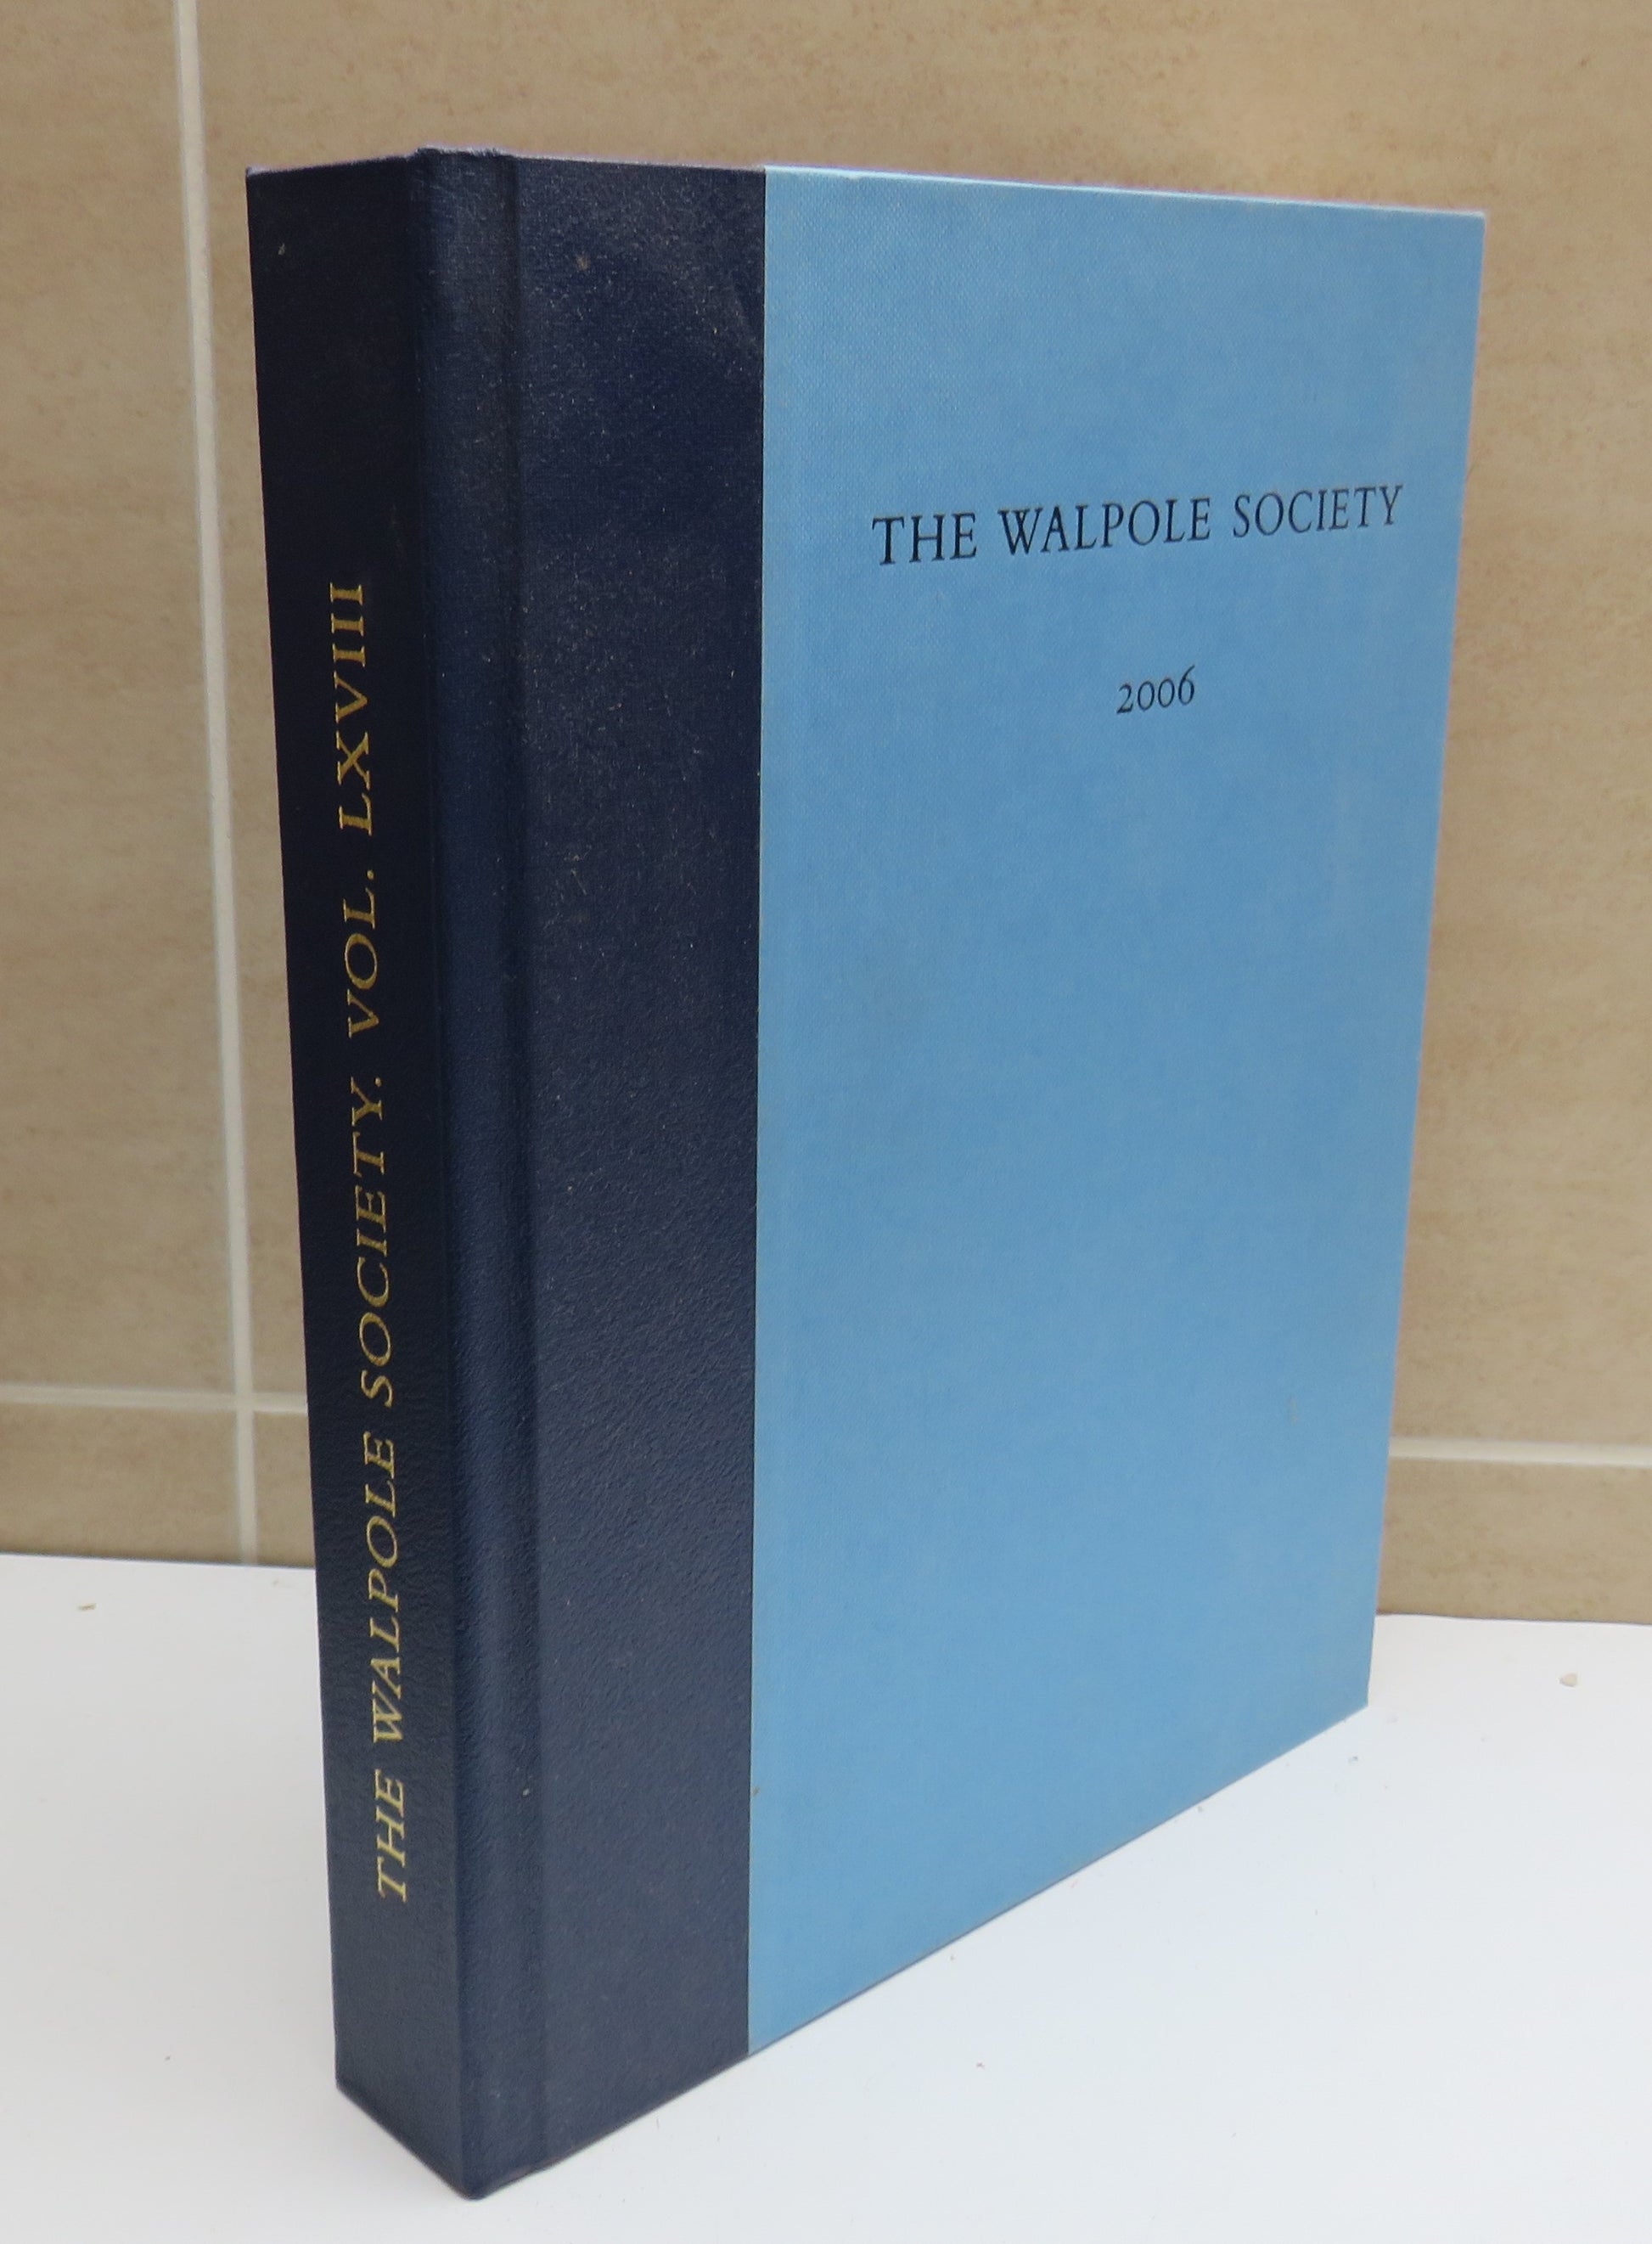 THE WALPOLE SOCIETY. VOL. LXVIII
THE WALPOLE SOCIETY
2006